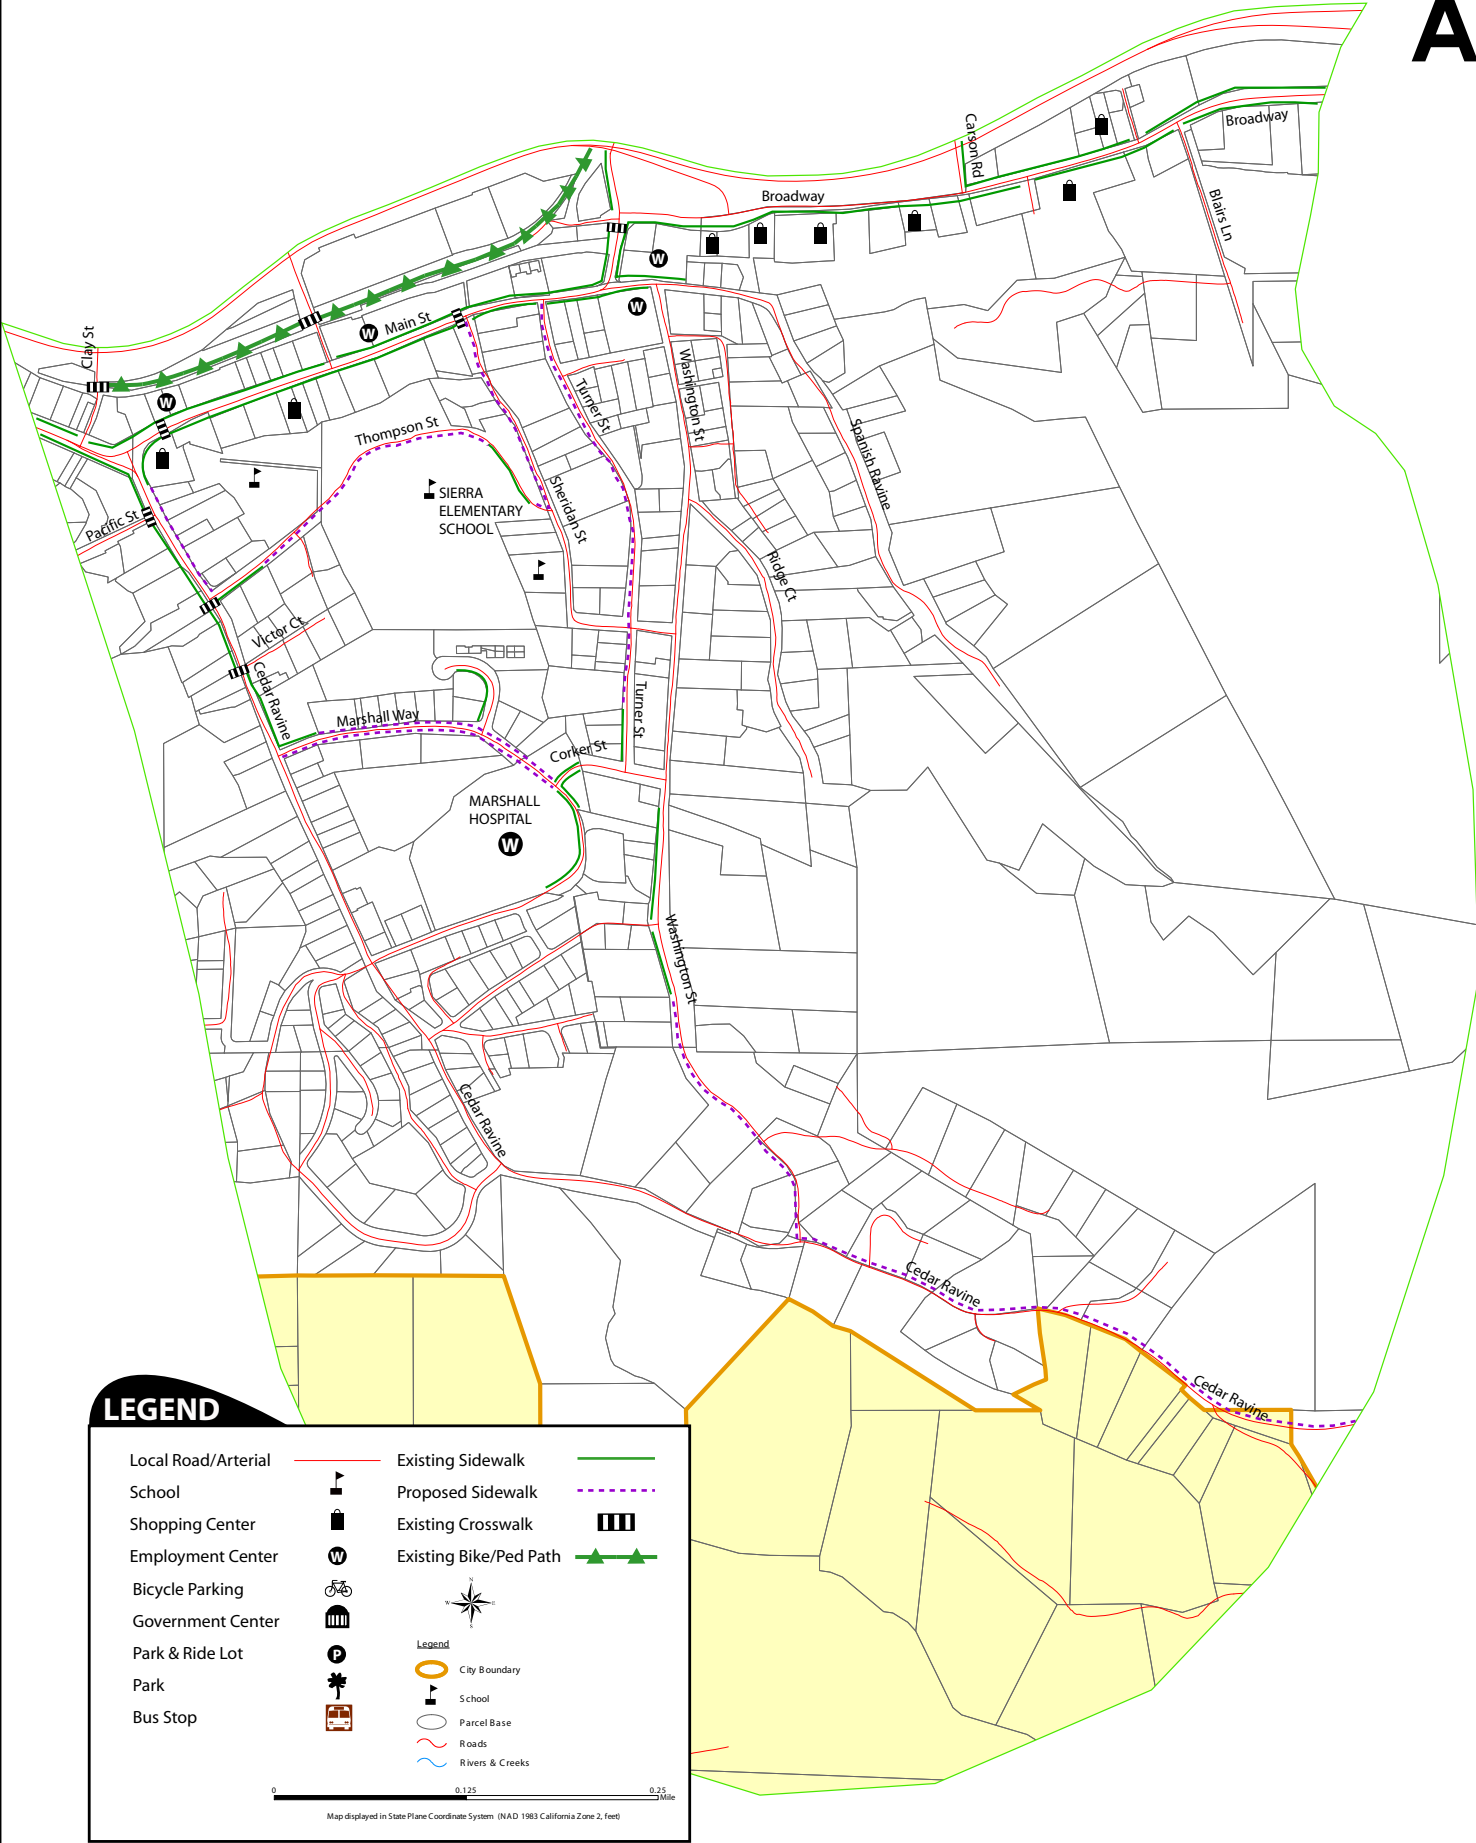 A
Carson Rd
Broadway
Broadway
Blairs Ln
Clay St
Main St
Turner St
Washington St
Spanish Ravine
Thompson St
SIERRA
ELEMENTARY
SCHOOL
Sheridan St
Pacific St
Ridge Ct
Victor Ct
Cedar Ravine
Marshall Way
Turner St
Corker St
MARSHALL
HOSPITAL
W
W
W
W
W
Washington St
Cedar Ravine
Cedar Ravine
Cedar Ravine
LEGEND
Local Road/Arterial
School
Shopping Center
Employment Center W
Bicycle Parking
Government Center
Park & Ride Lot P
Park
Bus Stop
Existing Sidewalk
Proposed Sidewalk
Existing Crosswalk
Existing Bike/Ped Path
N
W E
S
Legend
City Boundary
School
Parcel Base
Roads
Rivers & Creeks
0 0.125 0.25
Mile
Map displayed in State Plane Coordinate System (NAD 1983 California Zone 2, feet)